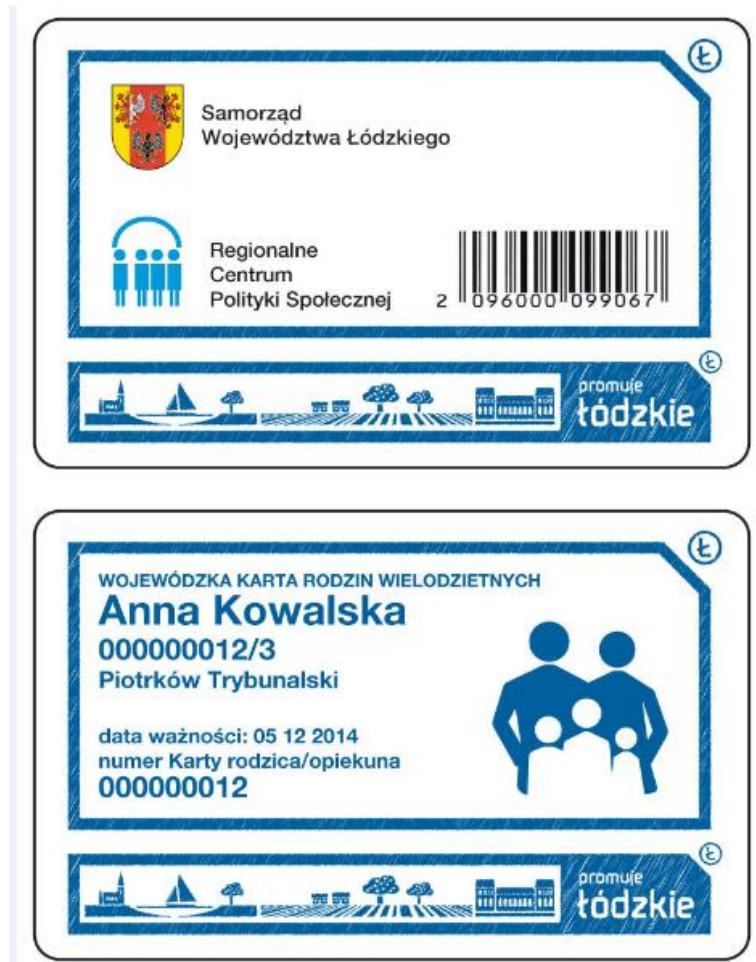 Ł
Samorząd
Województwa Łódzkiego
Regionalne
Centrum
Polityki Społecznej
2 096000 099067
Ł
promuje
łódzkie
Ł
WOJEWÓDZKA KARTA RODZIN WIELODZIETNYCH
Anna Kowalska
000000012/3
Piotrków Trybunalski
data ważności: 05 12 2014
numer Karty rodzica/opiekuna
000000012
Ł
promuje
łódzkie